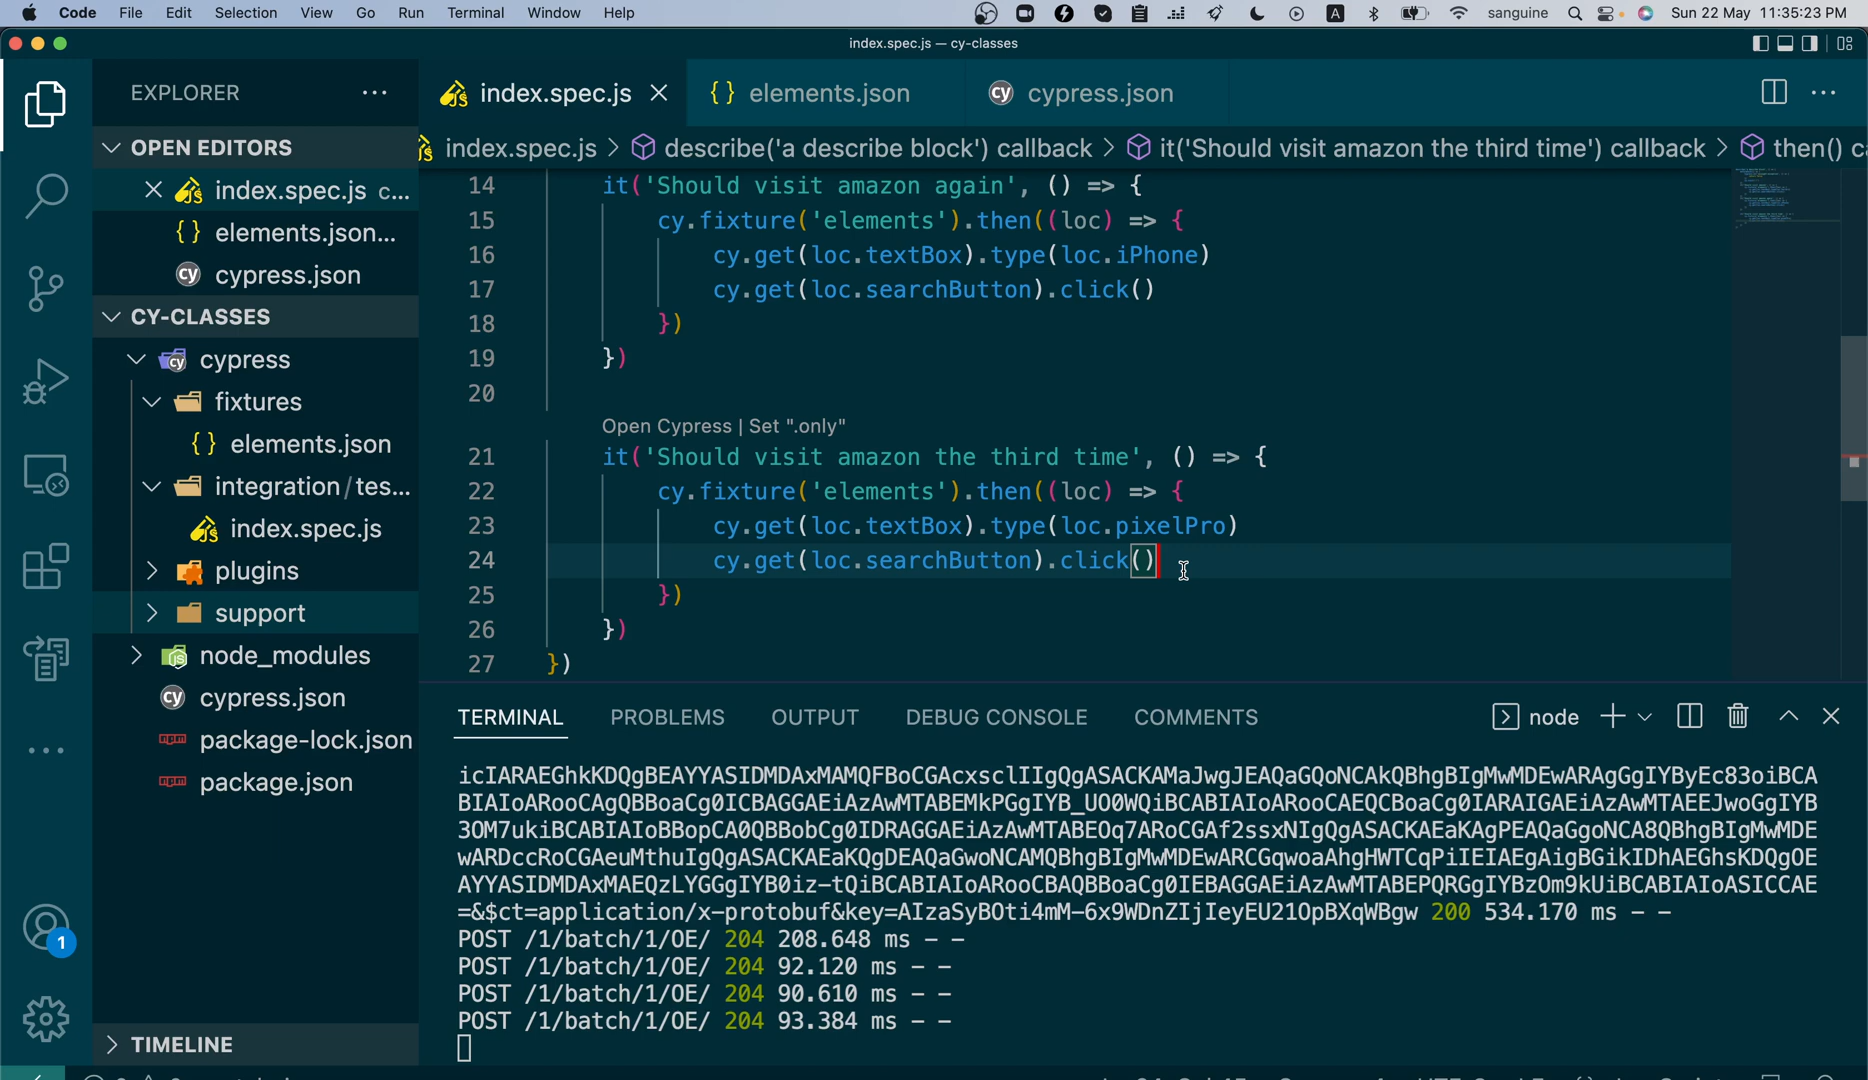 Code File Edit Selection View Go Run Terminal Window Help A sanguine Sun 22 May 11:35:23 PM
index.spec.js — cy-classes
EXPLORER
index.spec.js
elements.json
cypress.json
OPEN EDITORS
index.spec.js c...
elements.json...
cypress.json
CY-CLASSES
cypress
fixtures
elements.json
integration/tes...
index.spec.js
plugins
support
node_modules
cypress.json
package-lock.json
package.json
TIMELINE
1
index.spec.js > describe('a describe block') callback > it('Should visit amazon the third time') callback > then() ca
14 it('Should visit amazon again', () => {
15 cy.fixture('elements').then((loc) => {
16 cy.get(loc.textBox).type(loc.iPhone)
17 cy.get(loc.searchButton).click()
18 })
19 })
20
Open Cypress | Set ".only"
21 it('Should visit amazon the third time', () => {
22 cy.fixture('elements').then((loc) => {
23 cy.get(loc.textBox).type(loc.pixelPro)
24 cy.get(loc.searchButton).click()
25 })
26 })
27 })
TERMINAL PROBLEMS OUTPUT DEBUG CONSOLE COMMENTS node
icIARAEGhkKDQgBEAYYASIDMDAxMAMQFBoCGAcxsclIIgQgASACKAMaJwgJEAQaGQoNCAkQBhgBIgMwMDEwARAgGgIYByEc83oiBCA
BIAIoARooCAgQBBoaCg0ICBAGGAEiAzAwMTABEMkPGgIYB_UO0WQiBCABIAIoARooCAEQCBoaCg0IARAIGAEiAzAwMTAEEJwoGgIYB
3OM7ukiBCABIAIoBBopCA0QBBobCg0IDRAGGAEiAzAwMTABEOq7ARoCGAf2ssxNIgQgASACKAEaKAgPEAQaGgoNCA8QBhgBIgMwMDE
wARDccRoCGAeuMthuIgQgASACKAEaKQgDEAQaGwoNCAMQBhgBIgMwMDEwARCGqwoaAhgHWTCqPiIEIAEgAigBGikIDhAEGhsKDQgOE
AYYASIDMDAxMAEQzLYGGgIYB0iz-tQiBCABIAIoARooCBAQBBoaCg0IEBAGGAEiAzAwMTABEPQRGgIYBzOm9kUiBCABIAIoASICCAE
=&$ct=application/x-protobuf&key=AIzaSyBOti4mM-6x9WDnZIjIeyEU21OpBXqWBgw 200 534.170 ms - -
POST /1/batch/1/OE/ 204 208.648 ms - -
POST /1/batch/1/OE/ 204 92.120 ms - -
POST /1/batch/1/OE/ 204 90.610 ms - -
POST /1/batch/1/OE/ 204 93.384 ms - -